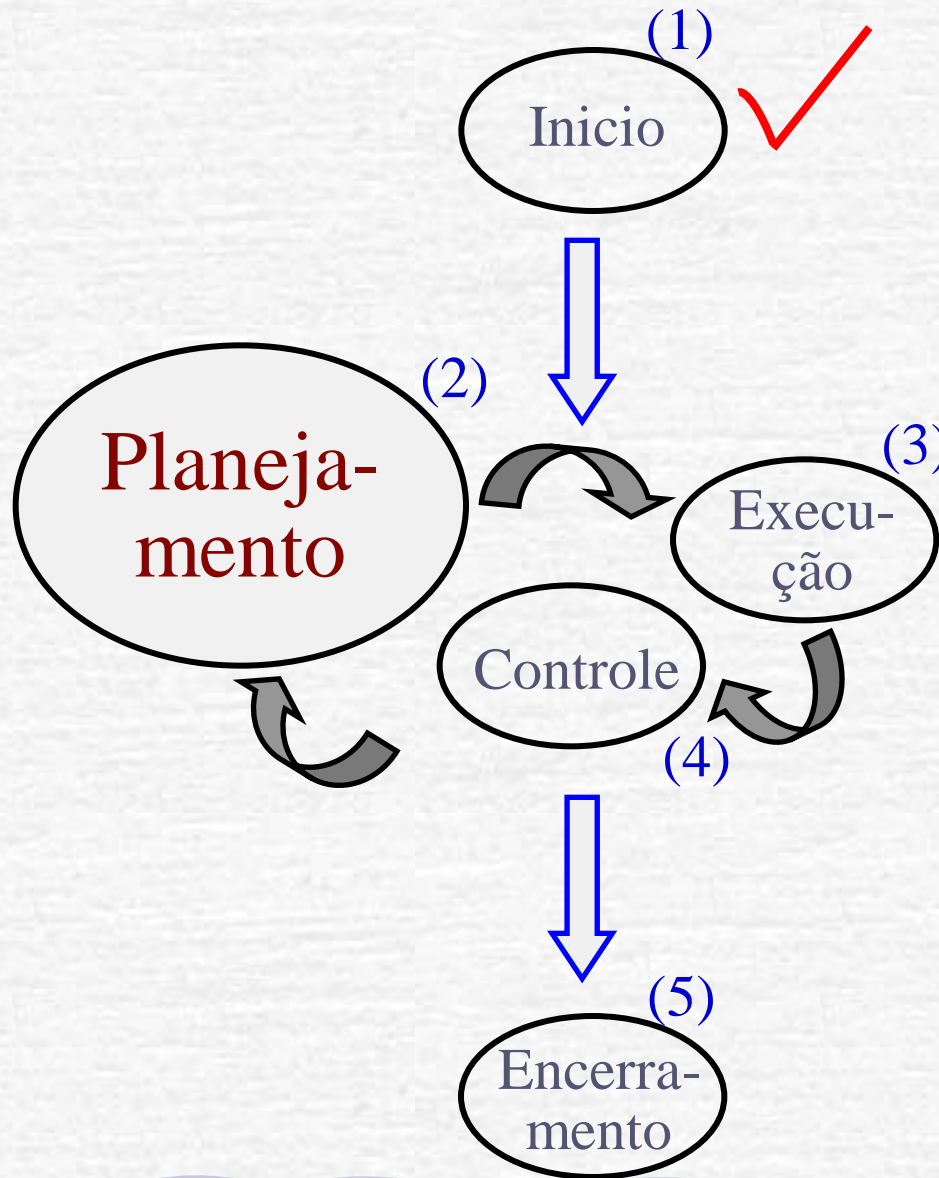 (1)
Inicio
(2)
Planeja-
mento
(3)
Execu-
ção
Controle
(4)
(5)
Encerra-
mento